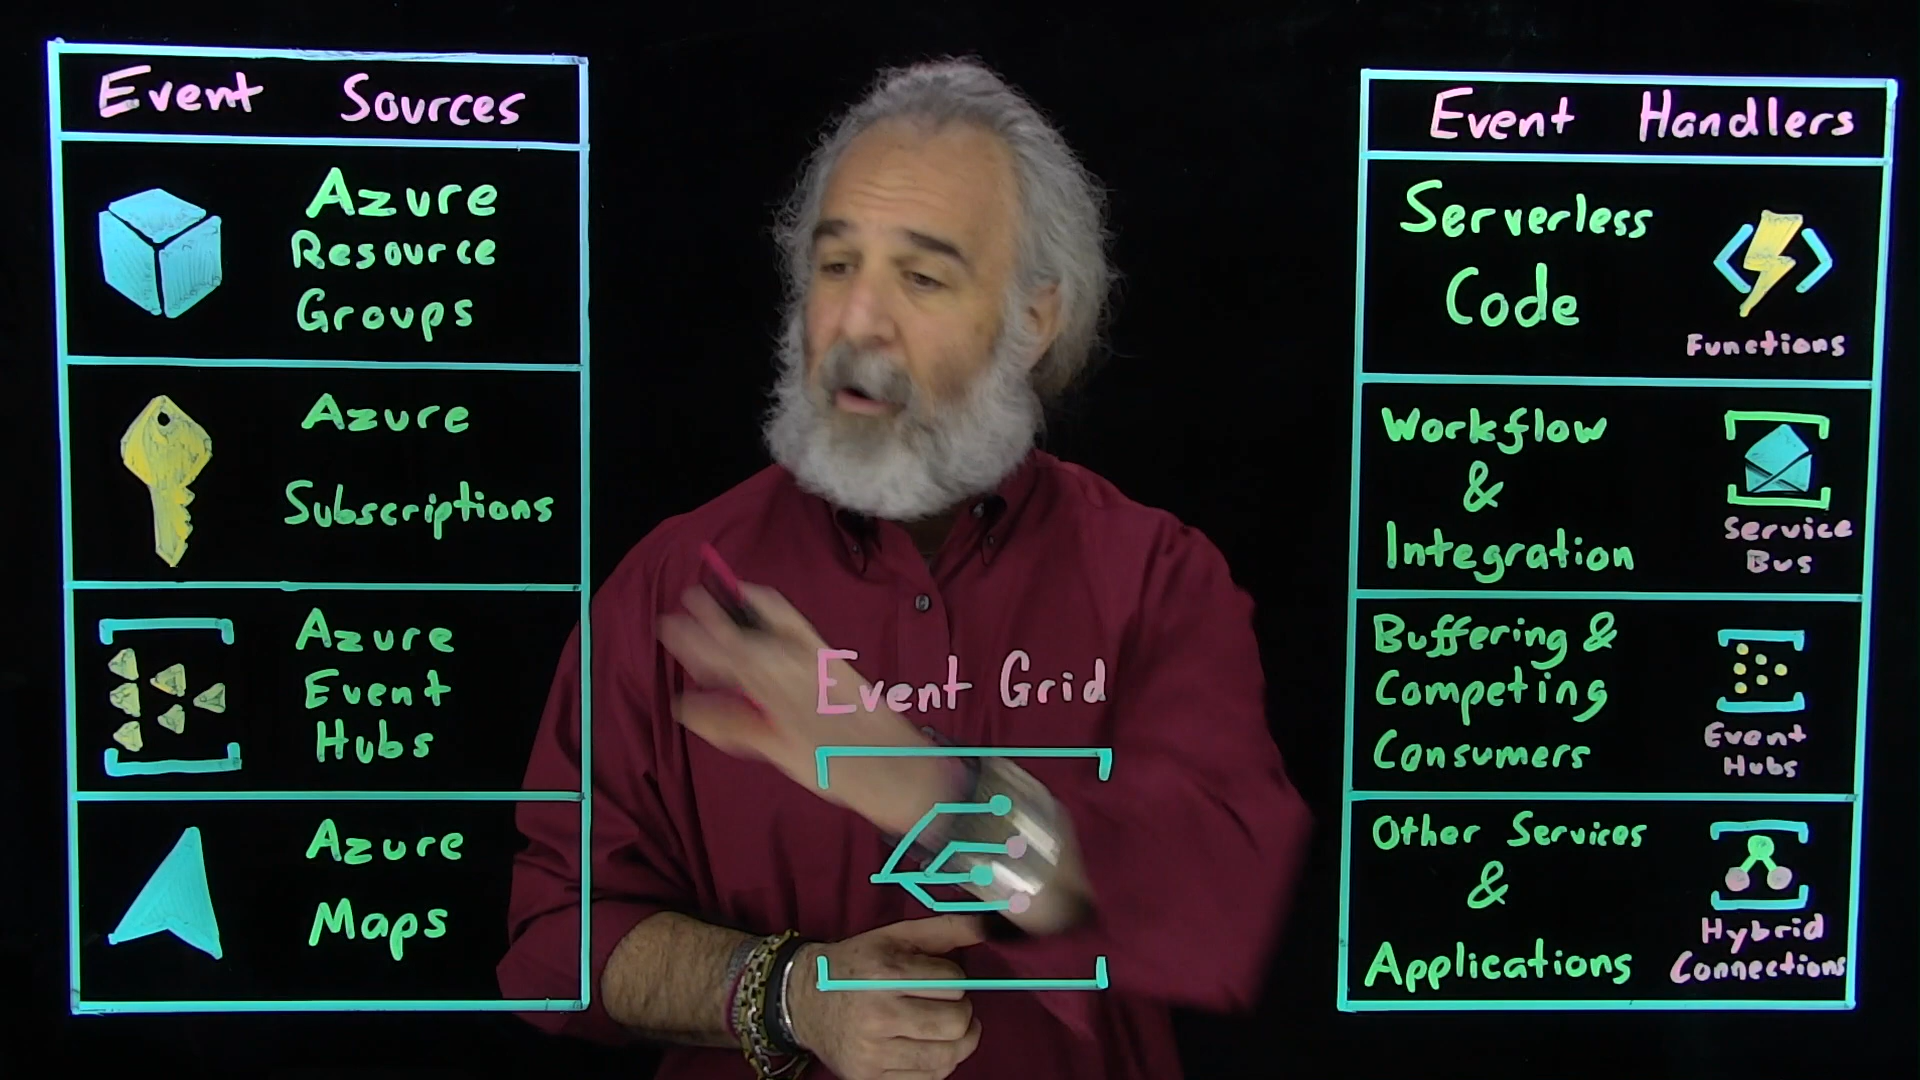 Event Sources
Azure
Resource
Groups
Azure
Subscriptions
Azure
Event
Hubs
Azure
Maps
Event Grid
Event Handlers
Serverless
Code
Functions
Workflow
&
Integration
Service
Bus
Buffering &
Competing
Consumers
Event
Hubs
Other Services
&
Applications
Hybrid
Connections